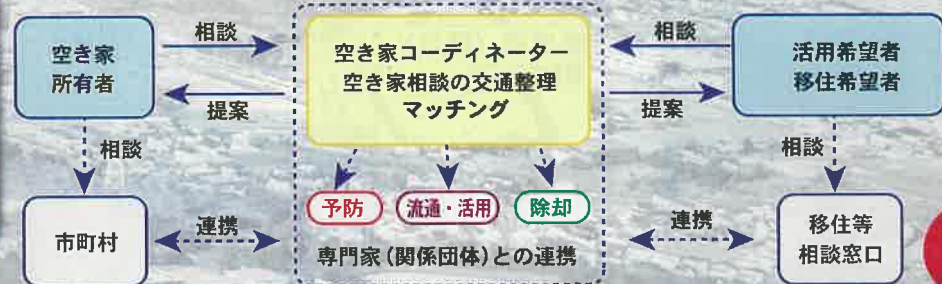 空き家
所有者
相談
提案
空き家コーディネーター
空き家相談の交通整理
マッチング
相談
提案
活用希望者
移住希望者
相談
相談
予防
流通・活用
除却
市町村
連携
専門家(関係団体)との連携
連携
移住等
相談窓口